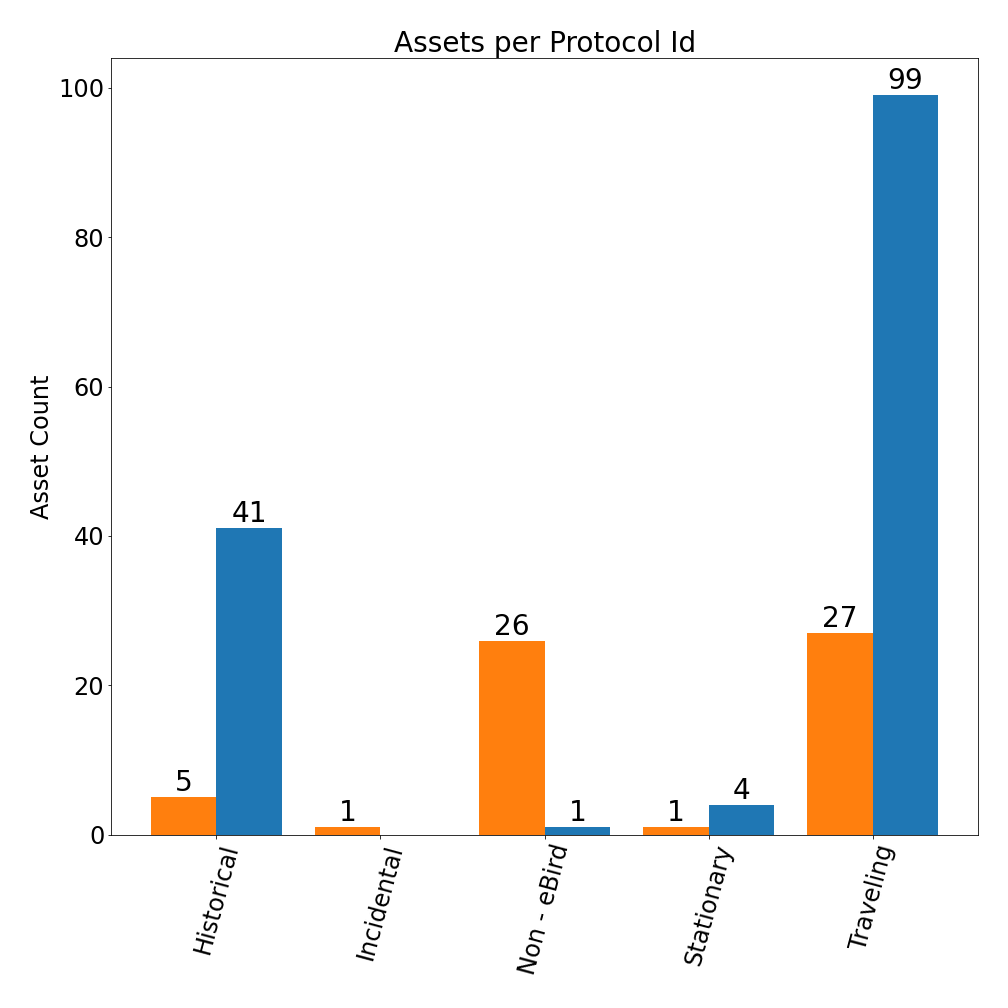 Assets per Protocol Id
Asset Count
100
80
60
40
20
0
5
41
1
26
1
1
4
27
99
Historical
Incidental
Non - eBird
Stationary
Traveling